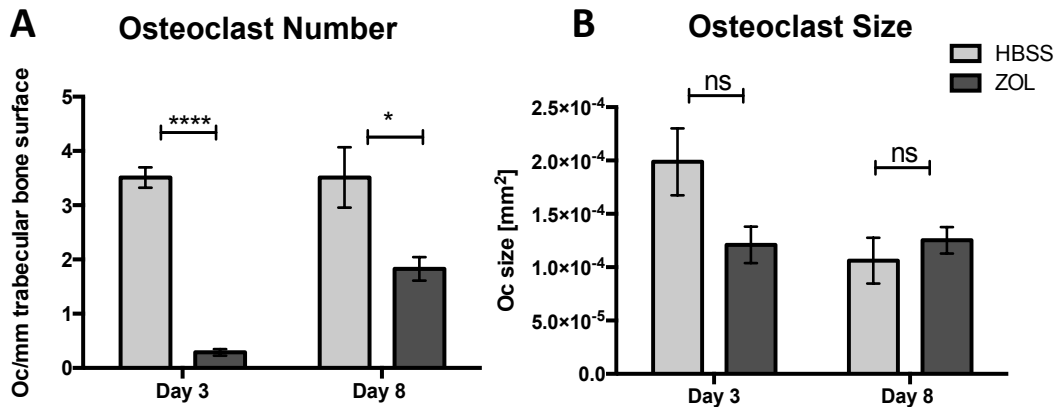 A Osteoclast Number
Oc/mm trabecular bone surface
5
4
3
2
1
0
****
*
Day 3 Day 8
B Osteoclast Size
HBSS
ZOL
Oc size [mm²]
2.5×10⁻⁴
2.0×10⁻⁴
1.5×10⁻⁴
1.0×10⁻⁴
5.0×10⁻⁵
0.0
ns
ns
Day 3 Day 8